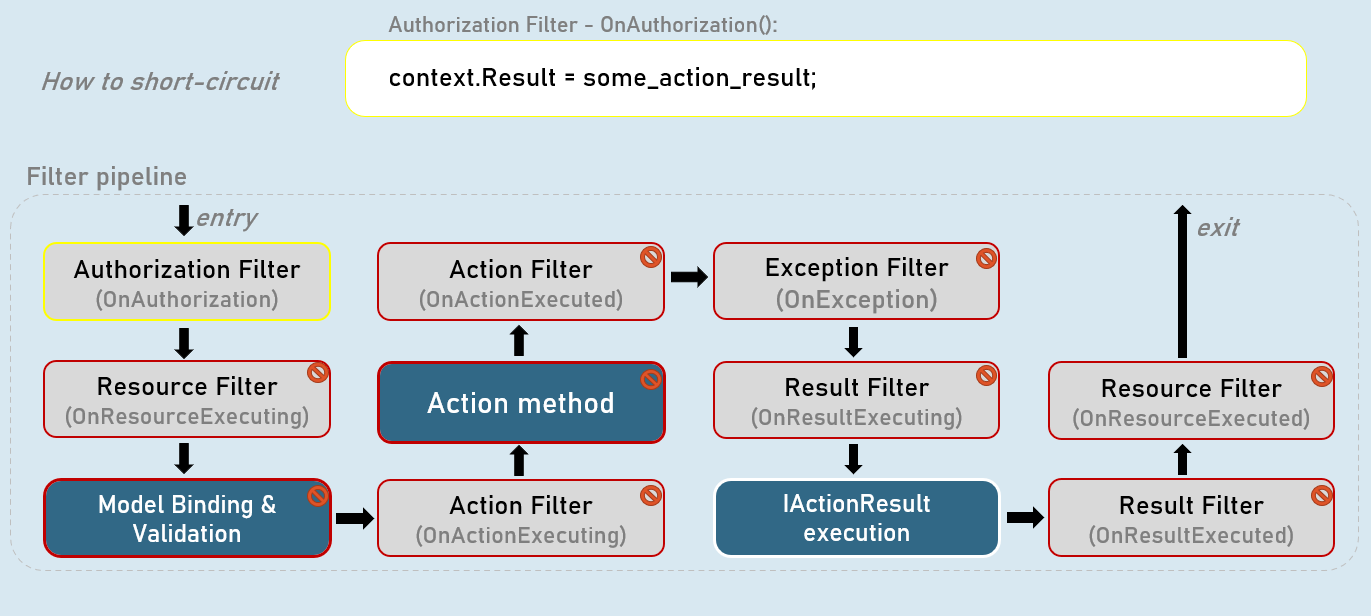 Authorization Filter - OnAuthorization():
How to short-circuit
context.Result = some_action_result;
Filter pipeline
entry
Authorization Filter
(OnAuthorization)
Resource Filter
(OnResourceExecuting)
Model Binding &
Validation
Action Filter
(OnActionExecuting)
Action method
Action Filter
(OnActionExecuted)
Exception Filter
(OnException)
Result Filter
(OnResultExecuting)
IActionResult
execution
Result Filter
(OnResultExecuted)
Resource Filter
(OnResourceExecuted)
exit